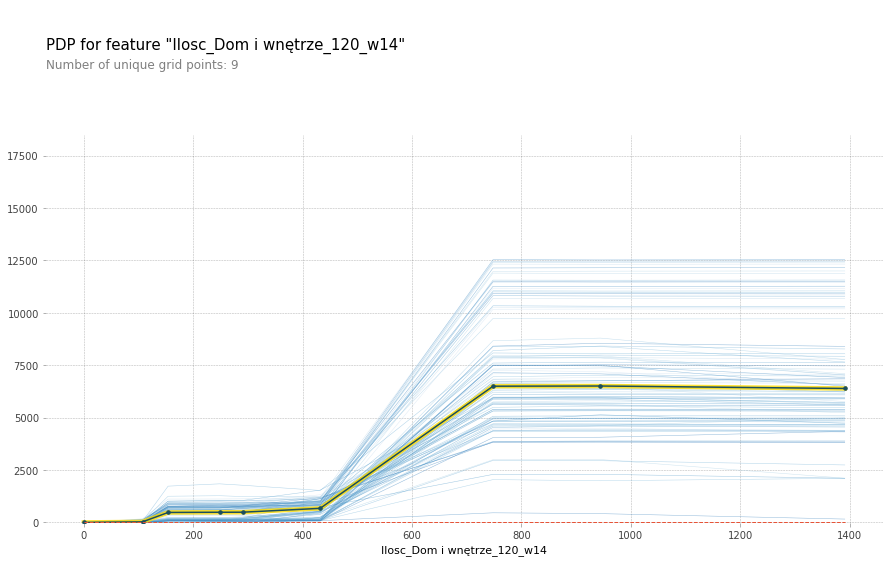 PDP for feature "Ilosc_Dom i wnętrze_120_w14"
Number of unique grid points: 9
17500
15000
12500
10000
7500
5000
2500
0
0 200 400 600 800 1000 1200 1400
Ilosc_Dom i wnętrze_120_w14